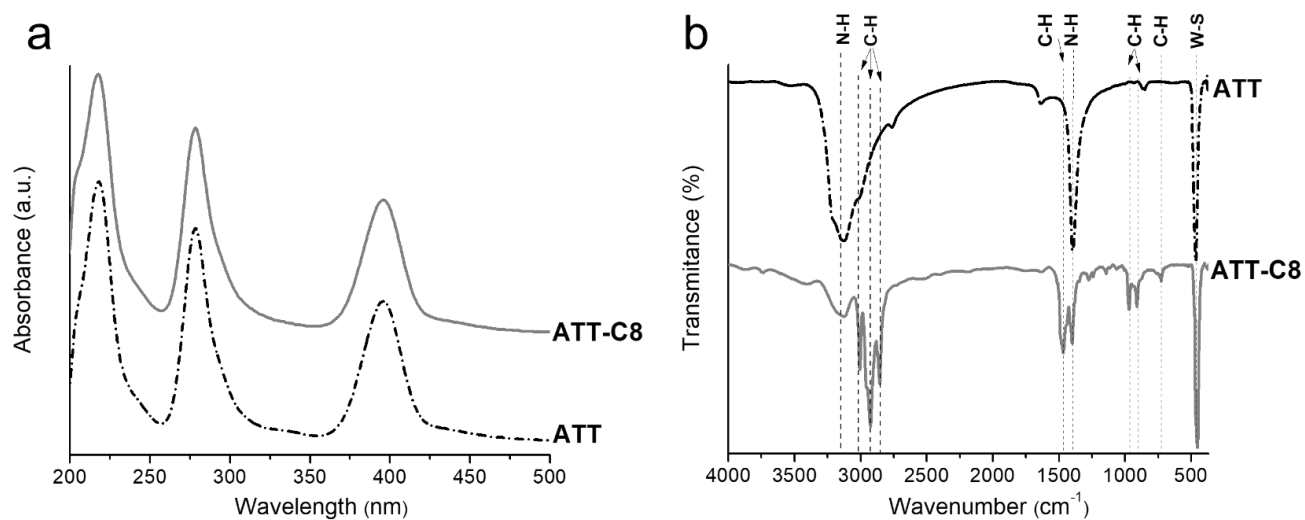 a
Absorbance (a.u.)
ATT-C8
ATT
200 250 300 350 400 450 500
Wavelength (nm)
b
N-H
C-H
C-H
N-H
C-H
C-H
W-S
Transmitance (%)
ATT
ATT-C8
4000 3500 3000 2500 2000 1500 1000 500
Wavenumber (cm⁻¹)